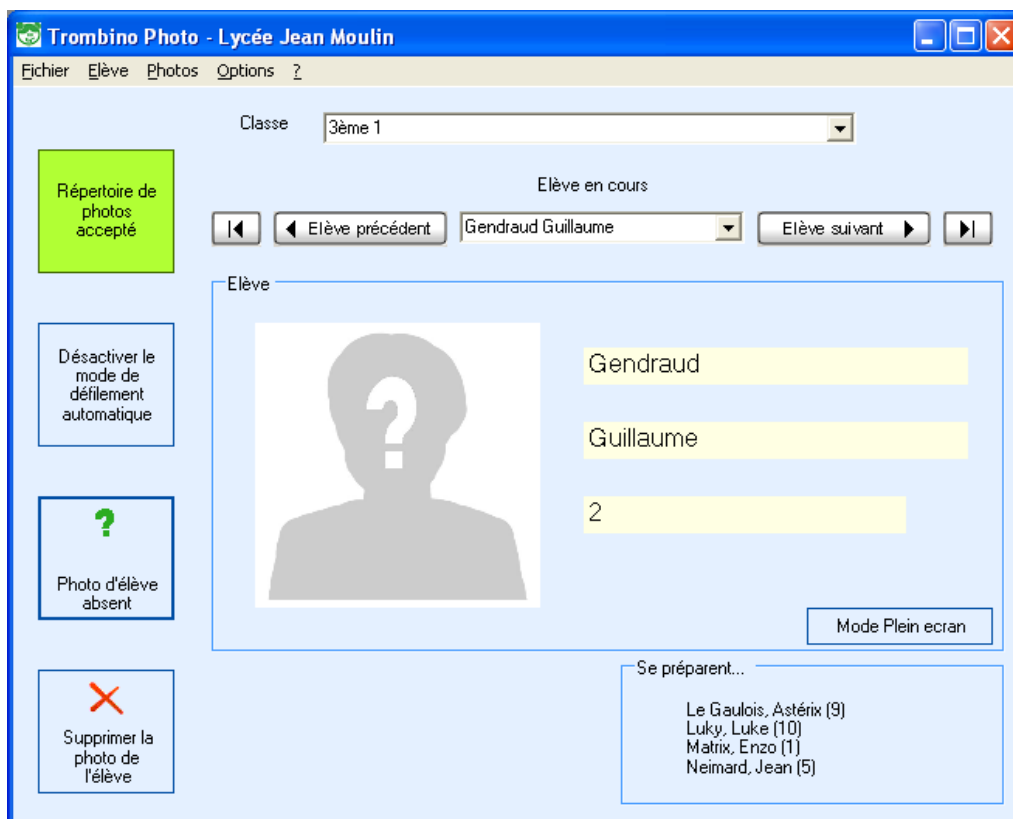 Trombino Photo - Lycée Jean Moulin
Fichier Elève Photos Options ?
Classe 3ème 1
Répertoire de
photos
accepté
Elève en cours
Elève précédent Gendraud Guillaume Elève suivant
Elève
Désactiver le
mode de
défilement
automatique
?
Gendraud
Guillaume
2
?
Photo d'élève
absent
Mode Plein ecran
Se préparent...
Le Gaulois, Astérix (9)
Luky, Luke (10)
Matrix, Enzo (1)
Neimard, Jean (5)
Supprimer la
photo de
l'élève